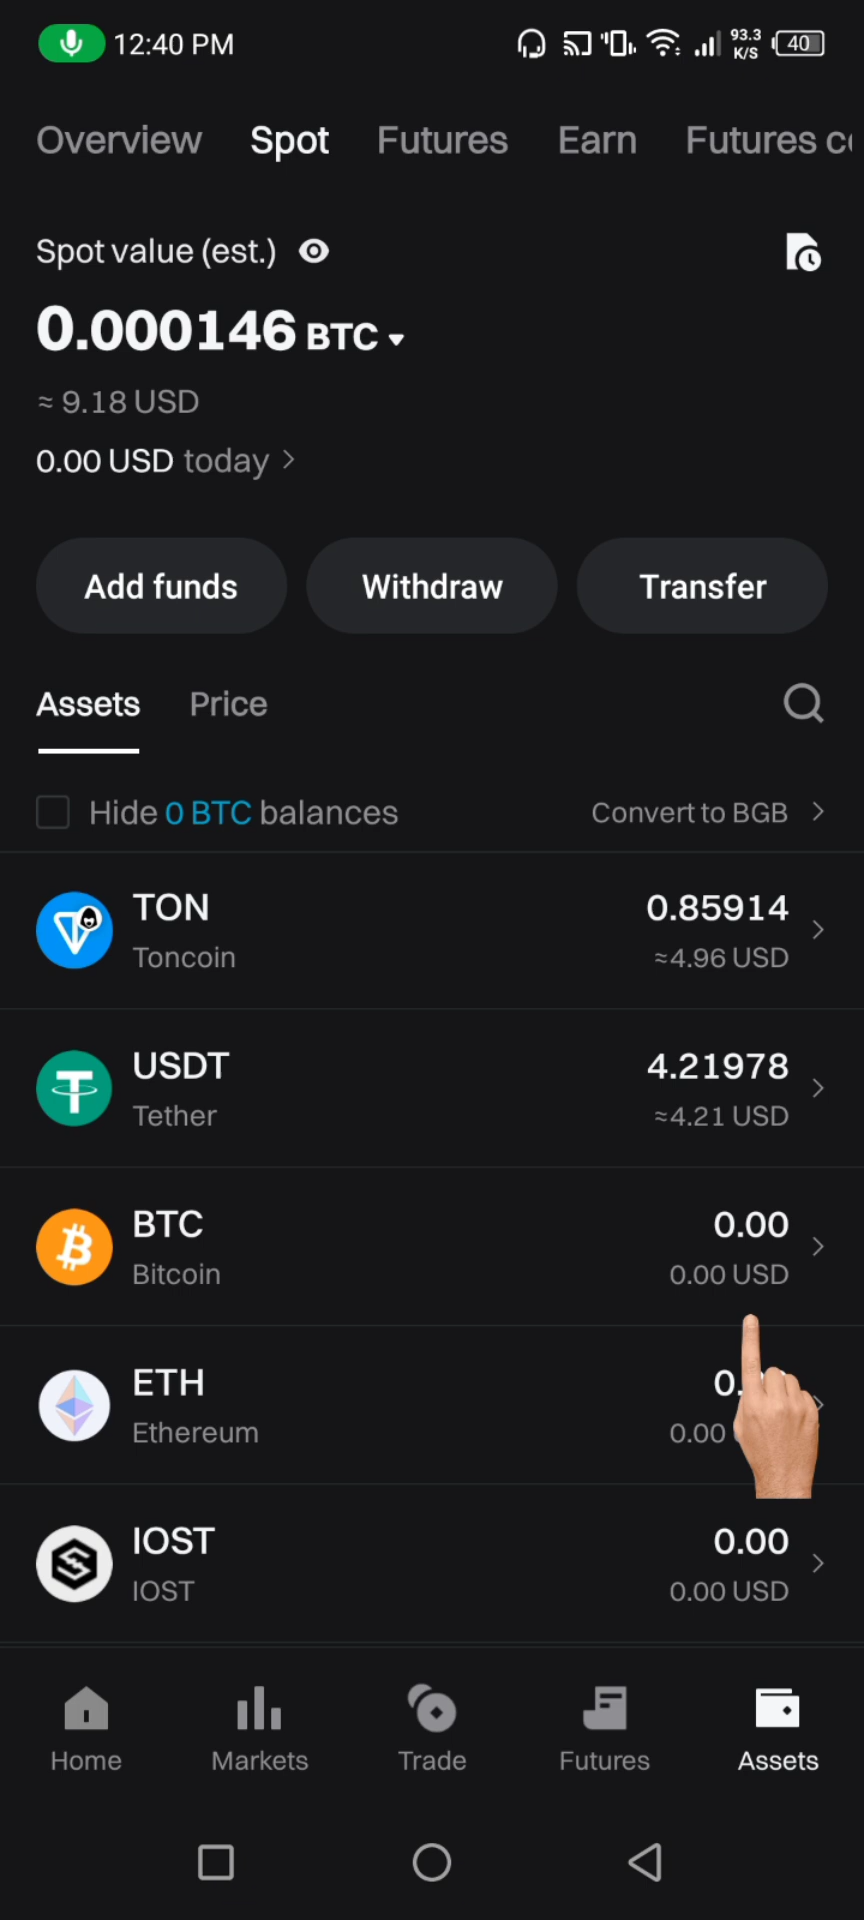 12:40 PM 93.3 K/S 40
Overview Spot Futures Earn Futures
Spot value (est.)
0.000146 BTC
≈ 9.18 USD
0.00 USD today >
Add funds Withdraw Transfer
Assets Price
Hide 0 BTC balances Convert to BGB >
TON 0.85914
Toncoin ≈4.96 USD
USDT 4.21978
Tether ≈4.21 USD
BTC 0.00
Bitcoin 0.00 USD
ETH 0.
Ethereum 0.00
IOST 0.00
IOST 0.00 USD
Home Markets Trade Futures Assets